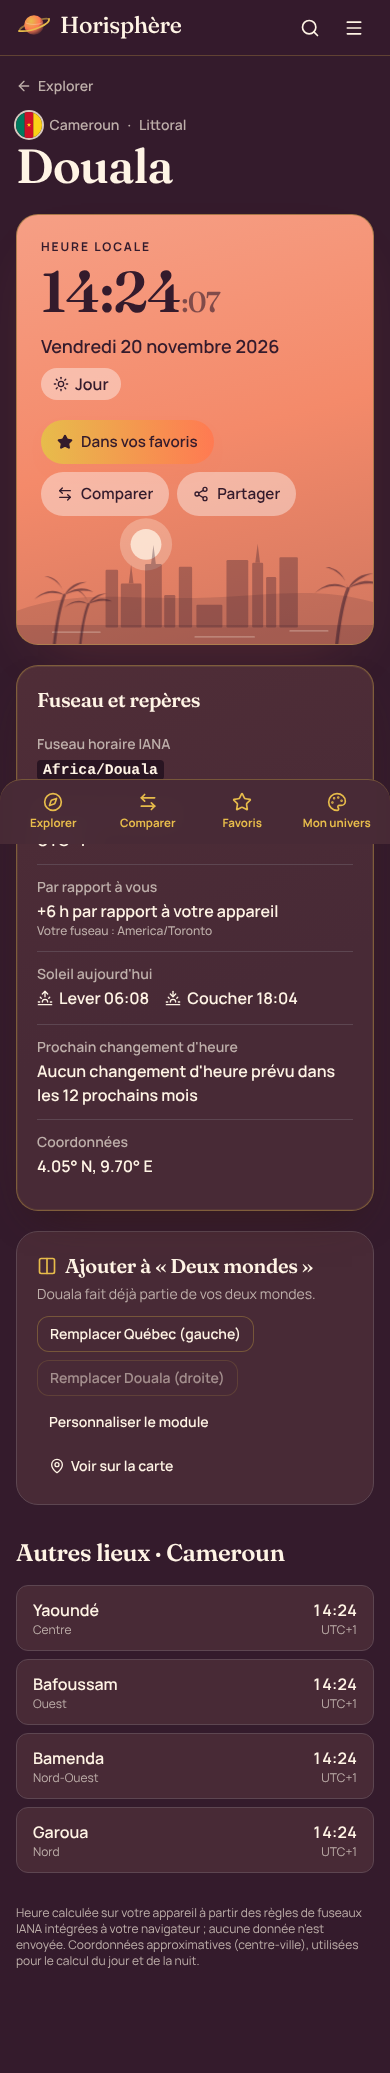 Horisphère
Explorer
Cameroun · Littoral
Douala
HEURE LOCALE
14:24:07
Vendredi 20 novembre 2026
Jour
Dans vos favoris
Comparer
Partager
Fuseau et repères
Fuseau horaire IANA
Africa/Douala
Explorer
Comparer
Favoris
Mon univers
Par rapport à vous
+6 h par rapport à votre appareil
Votre fuseau : America/Toronto
Soleil aujourd'hui
Lever 06:08
Coucher 18:04
Prochain changement d'heure
Aucun changement d'heure prévu dans
les 12 prochains mois
Coordonnées
4.05° N, 9.70° E
Ajouter à « Deux mondes »
Douala fait déjà partie de vos deux mondes.
Remplacer Québec (gauche)
Remplacer Douala (droite)
Personnaliser le module
Voir sur la carte
Autres lieux · Cameroun
Yaoundé 14:24
Centre UTC+1
Bafoussam 14:24
Ouest UTC+1
Bamenda 14:24
Nord-Ouest UTC+1
Garoua 14:24
Nord UTC+1
Heure calculée sur votre appareil à partir des règles de fuseaux
IANA intégrées à votre navigateur ; aucune donnée n'est
envoyée. Coordonnées approximatives (centre-ville), utilisées
pour le calcul du jour et de la nuit.